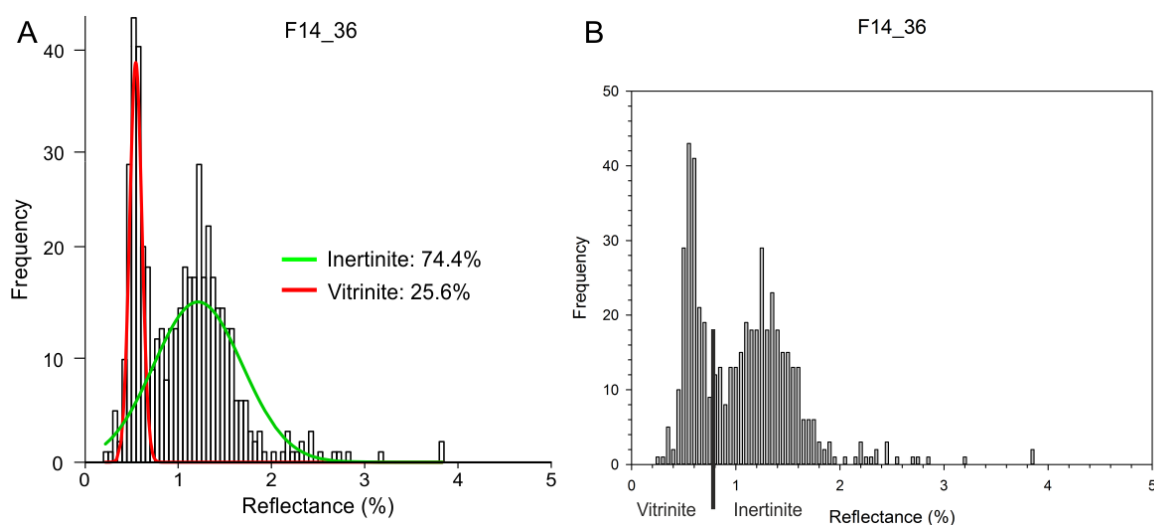 A
F14_36
40
30
20
10
0
Frequency
Inertinite: 74.4%
Vitrinite: 25.6%
0 1 2 3 4 5
Reflectance (%)
B
F14_36
50
40
30
20
10
0
Frequency
0 1 2 3 4 5
Vitrinite Inertinite
Reflectance (%)